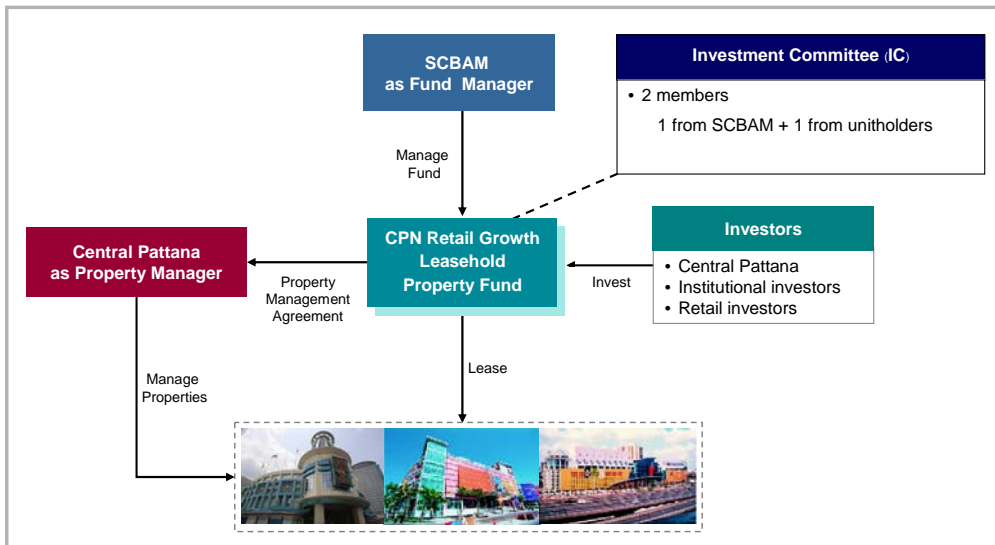 SCBAM
as Fund Manager
Investment Committee (IC)
• 2 members
1 from SCBAM + 1 from unitholders
Manage
Fund
CPN Retail Growth
Leasehold
Property Fund
Central Pattana
as Property Manager
Investors
• Central Pattana
• Institutional investors
• Retail investors
Property
Management
Agreement
Invest
Lease
Manage
Properties